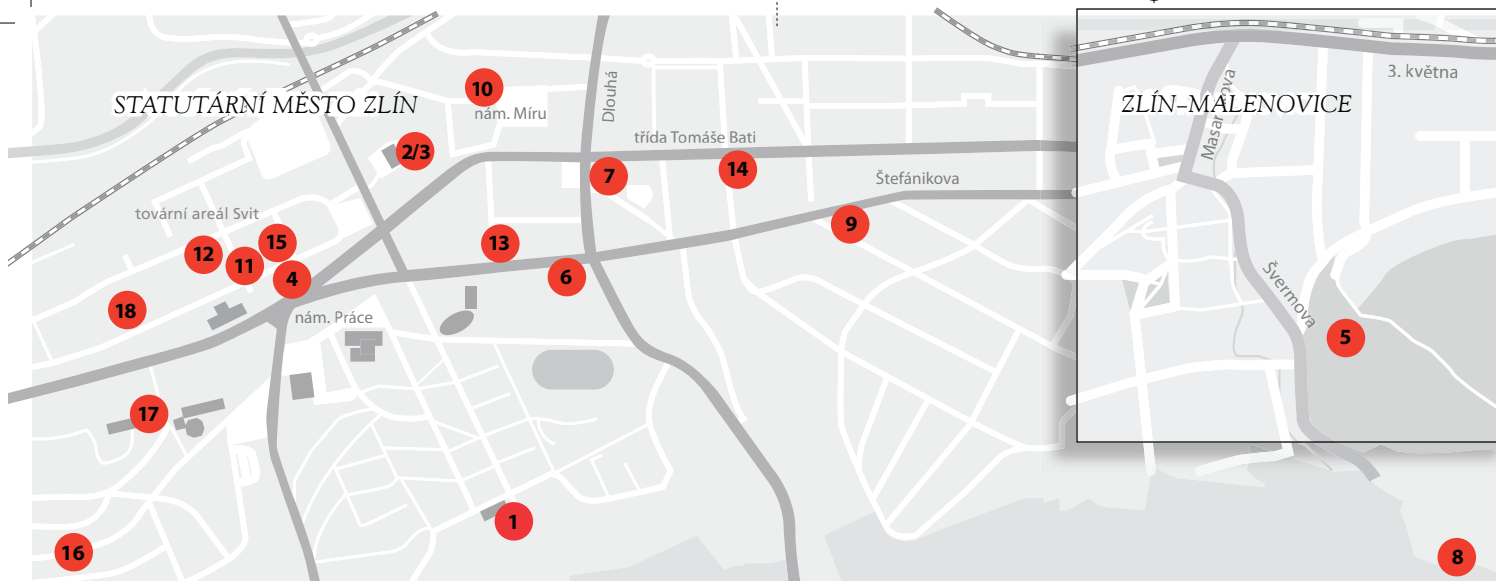 STATUTÁRNÍ MĚSTO ZLÍN
10
nám. Míru
Dlouhá
2/3
třída Tomáše Bati
7
14
Štefánikova
tovární areál Svit
12
11
15
4
13
6
9
18
nám. Práce
17
1
16
ZLÍN–MALENOVICE
3. května
Masarykova
Švermova
5
8